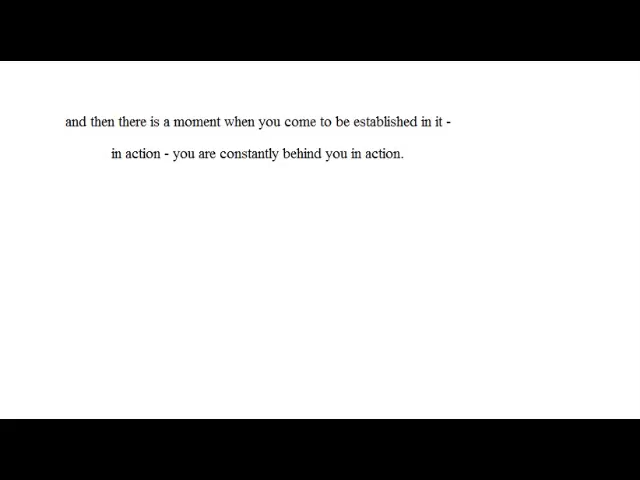 and then there is a moment when you come to be established in it -
in action - you are constantly behind you in action.